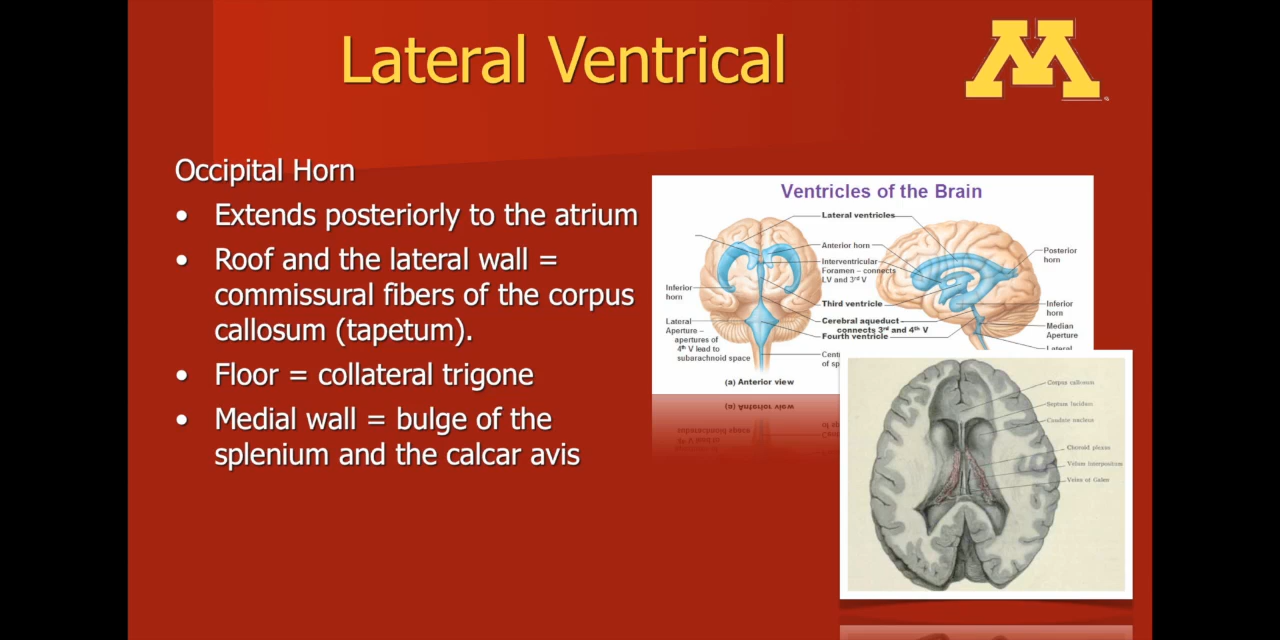 Lateral Ventrical
Occipital Horn
• Extends posteriorly to the atrium
• Roof and the lateral wall =
commissural fibers of the corpus
callosum (tapetum).
• Floor = collateral trigone
• Medial wall = bulge of the
splenium and the calcar avis
Ventricles of the Brain
Lateral ventricles
Anterior horn
Interventricular
Foramen – connects
LV and 3rd V
Third ventricle
Cerebral aqueduct –
connects 3rd and 4th V
Fourth ventricle
Inferior
horn
Lateral
Aperture –
apertures of
4th V lead to
subarachnoid space
(a) Anterior view
Posterior
horn
Inferior
horn
Median
Aperture
Lateral
Corpus callosum
Septum lucidum
Caudate nucleus
Choroid plexus
Velum interpositum
Veins of Galen